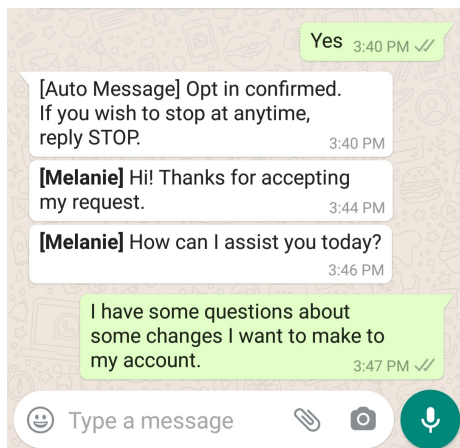 Yes 3:40 PM
[Auto Message] Opt in confirmed.
If you wish to stop at anytime,
reply STOP. 3:40 PM
[Melanie] Hi! Thanks for accepting
my request. 3:44 PM
[Melanie] How can I assist you today?
3:46 PM
I have some questions about
some changes I want to make to
my account. 3:47 PM
Type a message